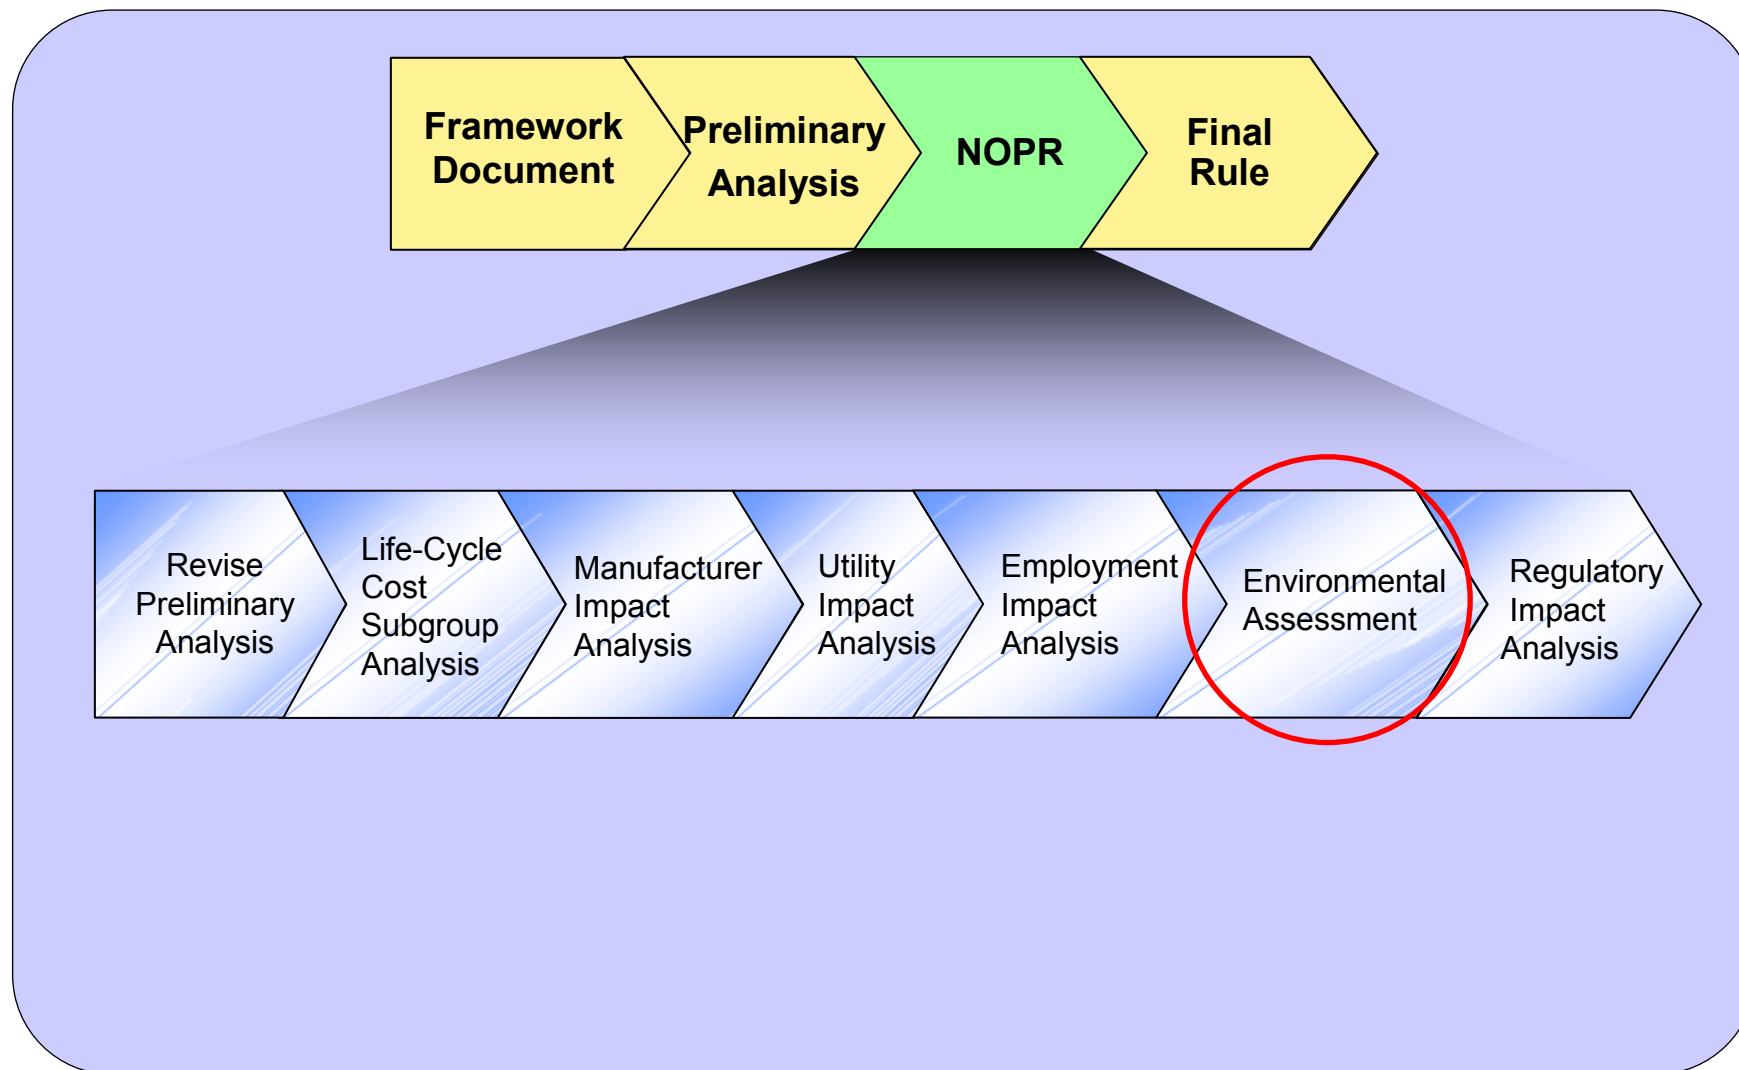 Framework
Document
Preliminary
Analysis
NOPR
Final
Rule
Revise
Preliminary
Analysis
Life-Cycle
Cost
Subgroup
Analysis
Manufacturer
Impact
Analysis
Utility
Impact
Analysis
Employment
Impact
Analysis
Environmental
Assessment
Regulatory
Impact
Analysis